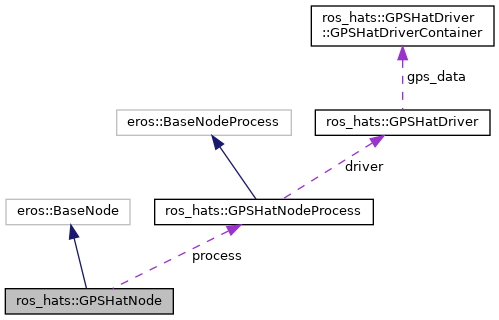 ros_hats::GPSHatDriver
::GPSHatDriverContainer
gps_data
eros::BaseNodeProcess
ros_hats::GPSHatDriver
driver
eros::BaseNode
ros_hats::GPSHatNodeProcess
process
ros_hats::GPSHatNode